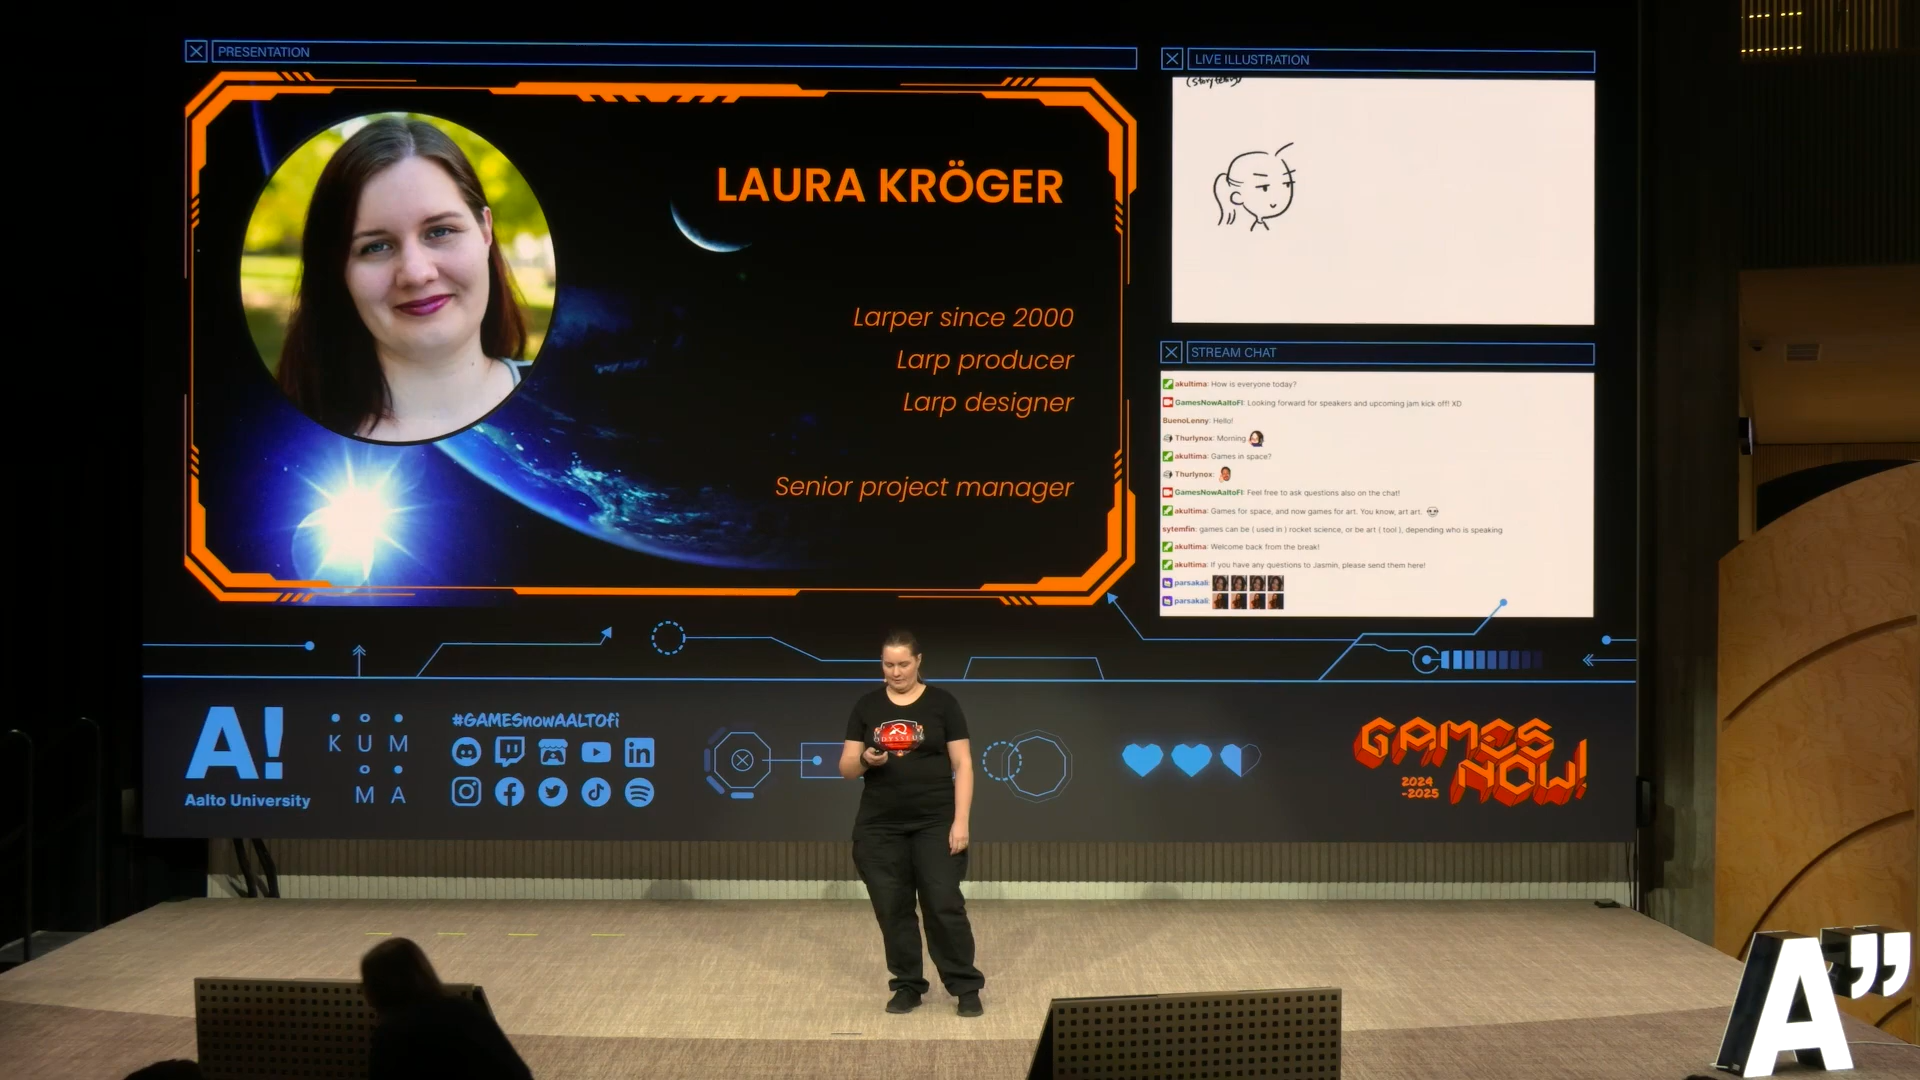 PRESENTATION
LAURA KRÖGER
Larper since 2000
Larp producer
Larp designer
Senior project manager
LIVE ILLUSTRATION
(storytelling)
STREAM CHAT
akultima: How is everyone today?
GamesNowAaltoFI: Looking forward for speakers and upcoming jam kick off! XD
BuenoLenny: Hello!
Thurlynox: Morning
akultima: Games in space?
Thurlynox:
GamesNowAaltoFI: Feel free to ask questions also on the chat!
akultima: Games for space, and now games for art. You know, art art.
sytemfin: games can be ( used in ) rocket science, or be art ( tool ), depending who is speaking
akultima: Welcome back from the break!
akultima: If you have any questions to Jasmin, please send them here!
parsakali:
parsakali:
A!
Aalto University
KUM
MA
#GAMESnowAALTOfi
ODYSSEUS
GAMES
NOW!
2024
-2025
A”